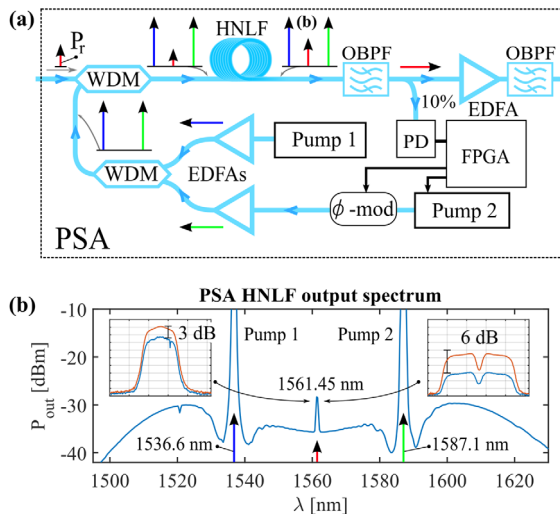 (a)
P_r
(b)
HNLF
OBPF
OBPF
WDM
10%
EDFA
PD
FPGA
Pump 1
WDM
EDFAs
ϕ-mod
Pump 2
PSA
(b)
PSA HNLF output spectrum
-10
3 dB
Pump 1
Pump 2
6 dB
-20
1561.45 nm
P_out [dBm]
-30
1536.6 nm
1587.1 nm
-40
1500
1520
1540
1560
1580
1600
1620
λ [nm]